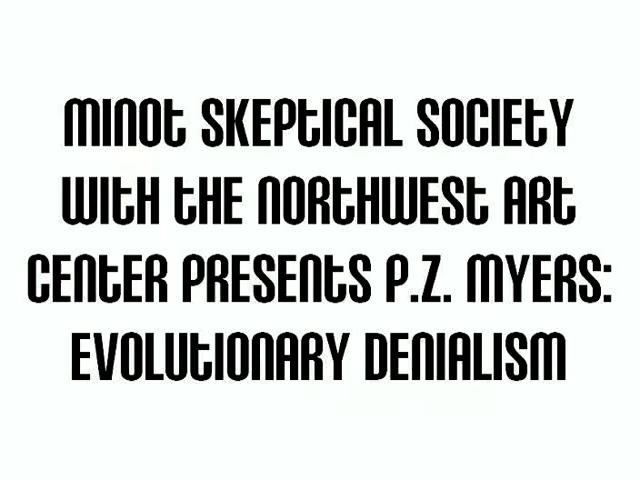 MINOt SKEPtICAL SOCIEtY
WItH tHE NORtHWESt ARt
CENtER PRESENtS P.Z. MYERS:
EVOLUtIONARY DENIALISM